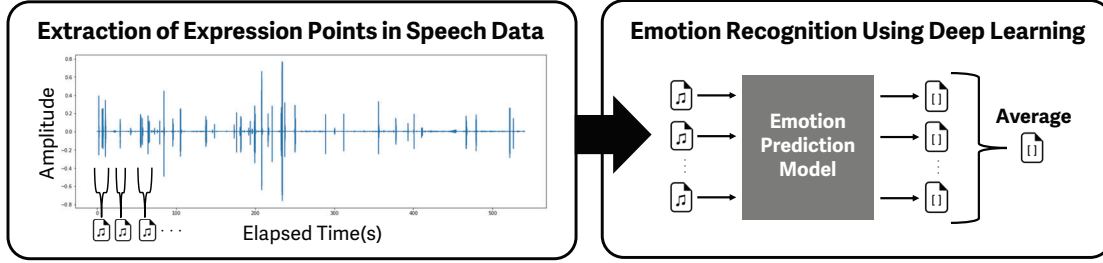 Extraction of Expression Points in Speech Data
Amplitude
0.8
0.6
0.4
0.2
0.0
−0.2
−0.4
−0.6
−0.8
0 100 200 300 400 500
. . .
Elapsed Time(s)
Emotion Recognition Using Deep Learning
Emotion
Prediction
Model
[ ]
[ ]
[ ]
Average
[ ]